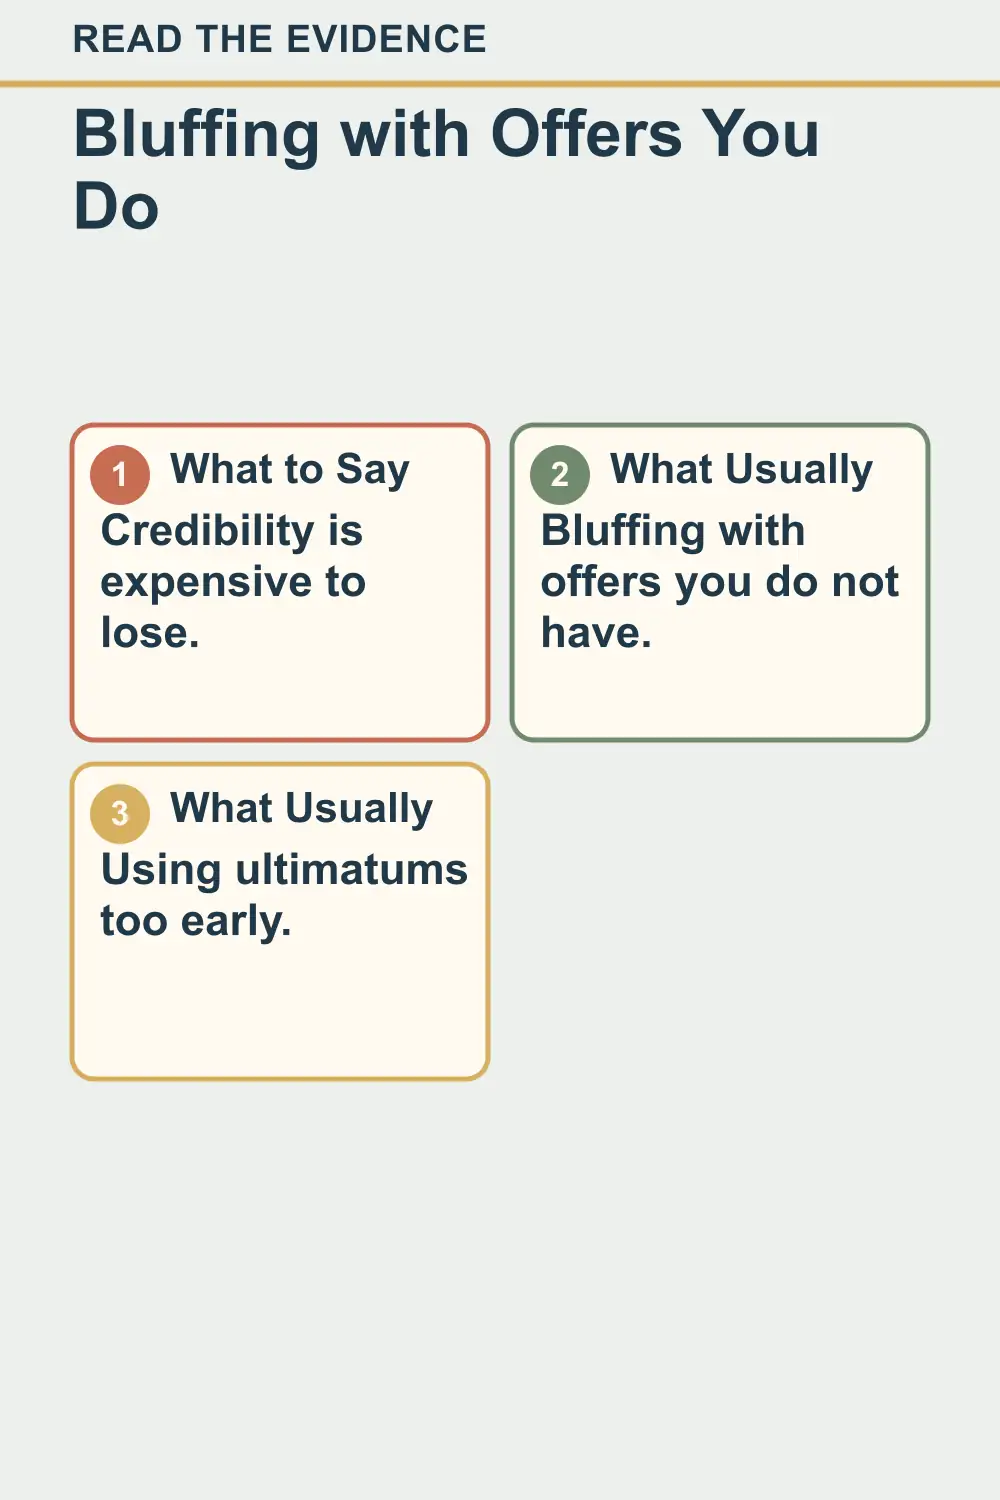 READ THE EVIDENCE
Bluffing with Offers You
Do
1 What to Say
Credibility is
expensive to
lose.
2 What Usually
Bluffing with
offers you do not
have.
3 What Usually
Using ultimatums
too early.